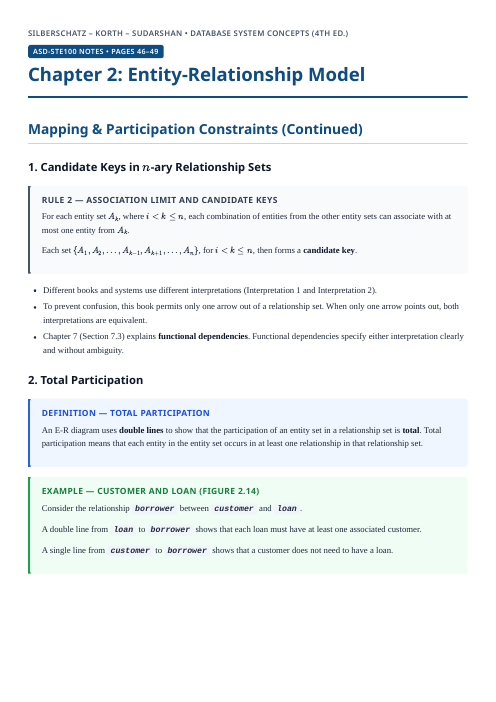 SILBERSCHATZ – KORTH – SUDARSHAN • DATABASE SYSTEM CONCEPTS (4TH ED.)
ASD-STE100 NOTES • PAGES 46–49
Chapter 2: Entity-Relationship Model
Mapping & Participation Constraints (Continued)
1. Candidate Keys in n-ary Relationship Sets
RULE 2 — ASSOCIATION LIMIT AND CANDIDATE KEYS
For each entity set Aₖ, where i < k ≤ n, each combination of entities from the other entity sets can associate with at
most one entity from Aₖ.
Each set {A₁, A₂, . . . , Aₖ₋₁, Aₖ₊₁, . . . , Aₙ}, for i < k ≤ n, then forms a candidate key.
• Different books and systems use different interpretations (Interpretation 1 and Interpretation 2).
• To prevent confusion, this book permits only one arrow out of a relationship set. When only one arrow points out, both
interpretations are equivalent.
• Chapter 7 (Section 7.3) explains functional dependencies. Functional dependencies specify either interpretation clearly
and without ambiguity.
2. Total Participation
DEFINITION — TOTAL PARTICIPATION
An E-R diagram uses double lines to show that the participation of an entity set in a relationship set is total. Total
participation means that each entity in the entity set occurs in at least one relationship in that relationship set.
EXAMPLE — CUSTOMER AND LOAN (FIGURE 2.14)
Consider the relationship borrower between customer and loan .
A double line from loan to borrower shows that each loan must have at least one associated customer.
A single line from customer to borrower shows that a customer does not need to have a loan.